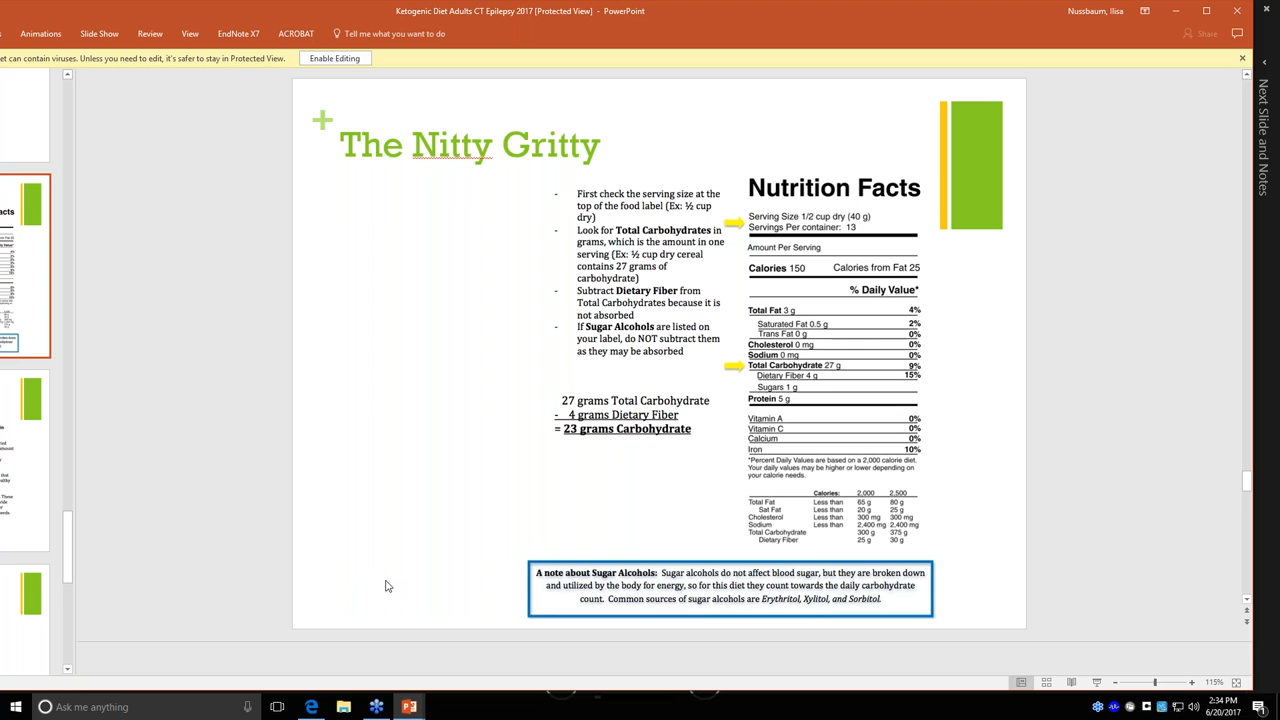 Ketogenic Diet Adults CT Epilepsy 2017 [Protected View] - PowerPoint
Nussbaum, Ilisa
Animations Slide Show Review View EndNote X7 ACROBAT Tell me what you want to do
Share
et can contain viruses. Unless you need to edit, it's safer to stay in Protected View. Enable Editing
Next Slide and Notes
+
The Nitty Gritty
- First check the serving size at the
top of the food label (Ex: ½ cup
dry)
- Look for Total Carbohydrates in
grams, which is the amount in one
serving (Ex: ½ cup dry cereal
contains 27 grams of
carbohydrate)
- Subtract Dietary Fiber from
Total Carbohydrates because it is
not absorbed
- If Sugar Alcohols are listed on
your label, do NOT subtract them
as they may be absorbed
27 grams Total Carbohydrate
- 4 grams Dietary Fiber
= 23 grams Carbohydrate
Nutrition Facts
Serving Size 1/2 cup dry (40 g)
Servings Per container: 13
Amount Per Serving
Calories 150 Calories from Fat 25
% Daily Value*
Total Fat 3 g 4%
Saturated Fat 0.5 g 2%
Trans Fat 0 g 0%
Cholesterol 0 mg 0%
Sodium 0 mg 0%
Total Carbohydrate 27 g 9%
Dietary Fiber 4 g 15%
Sugars 1 g
Protein 5 g
Vitamin A 0%
Vitamin C 0%
Calcium 0%
Iron 10%
*Percent Daily Values are based on a 2,000 calorie diet.
Your daily values may be higher or lower depending on
your calorie needs.
Calories: 2,000 2,500
Total Fat Less than 65 g 80 g
Sat Fat Less than 20 g 25 g
Cholesterol Less than 300 mg 300 mg
Sodium Less than 2,400 mg 2,400 mg
Total Carbohydrate 300 g 375 g
Dietary Fiber 25 g 30 g
A note about Sugar Alcohols: Sugar alcohols do not affect blood sugar, but they are broken down
and utilized by the body for energy, so for this diet they count towards the daily carbohydrate
count. Common sources of sugar alcohols are Erythritol, Xylitol, and Sorbitol.
115%
Ask me anything
2:34 PM
6/20/2017